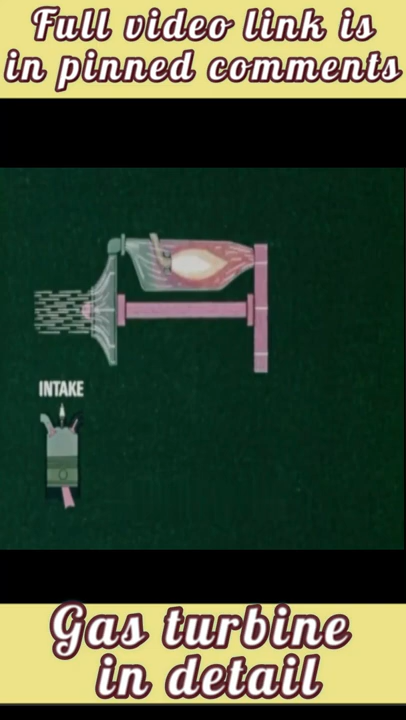 Full video link is
in pinned comments
INTAKE
Gas turbine
in detail